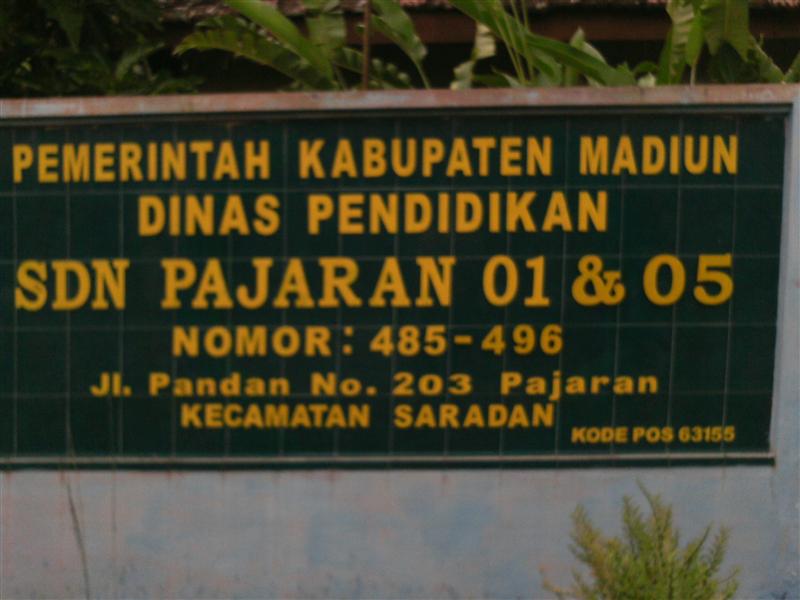 PEMERINTAH KABUPATEN MADIUN
DINAS PENDIDIKAN
SDN PAJARAN 01 & 05
NOMOR : 485-496
Jl. Pandan No. 203 Pajaran
KECAMATAN SARADAN
KODE POS 63155